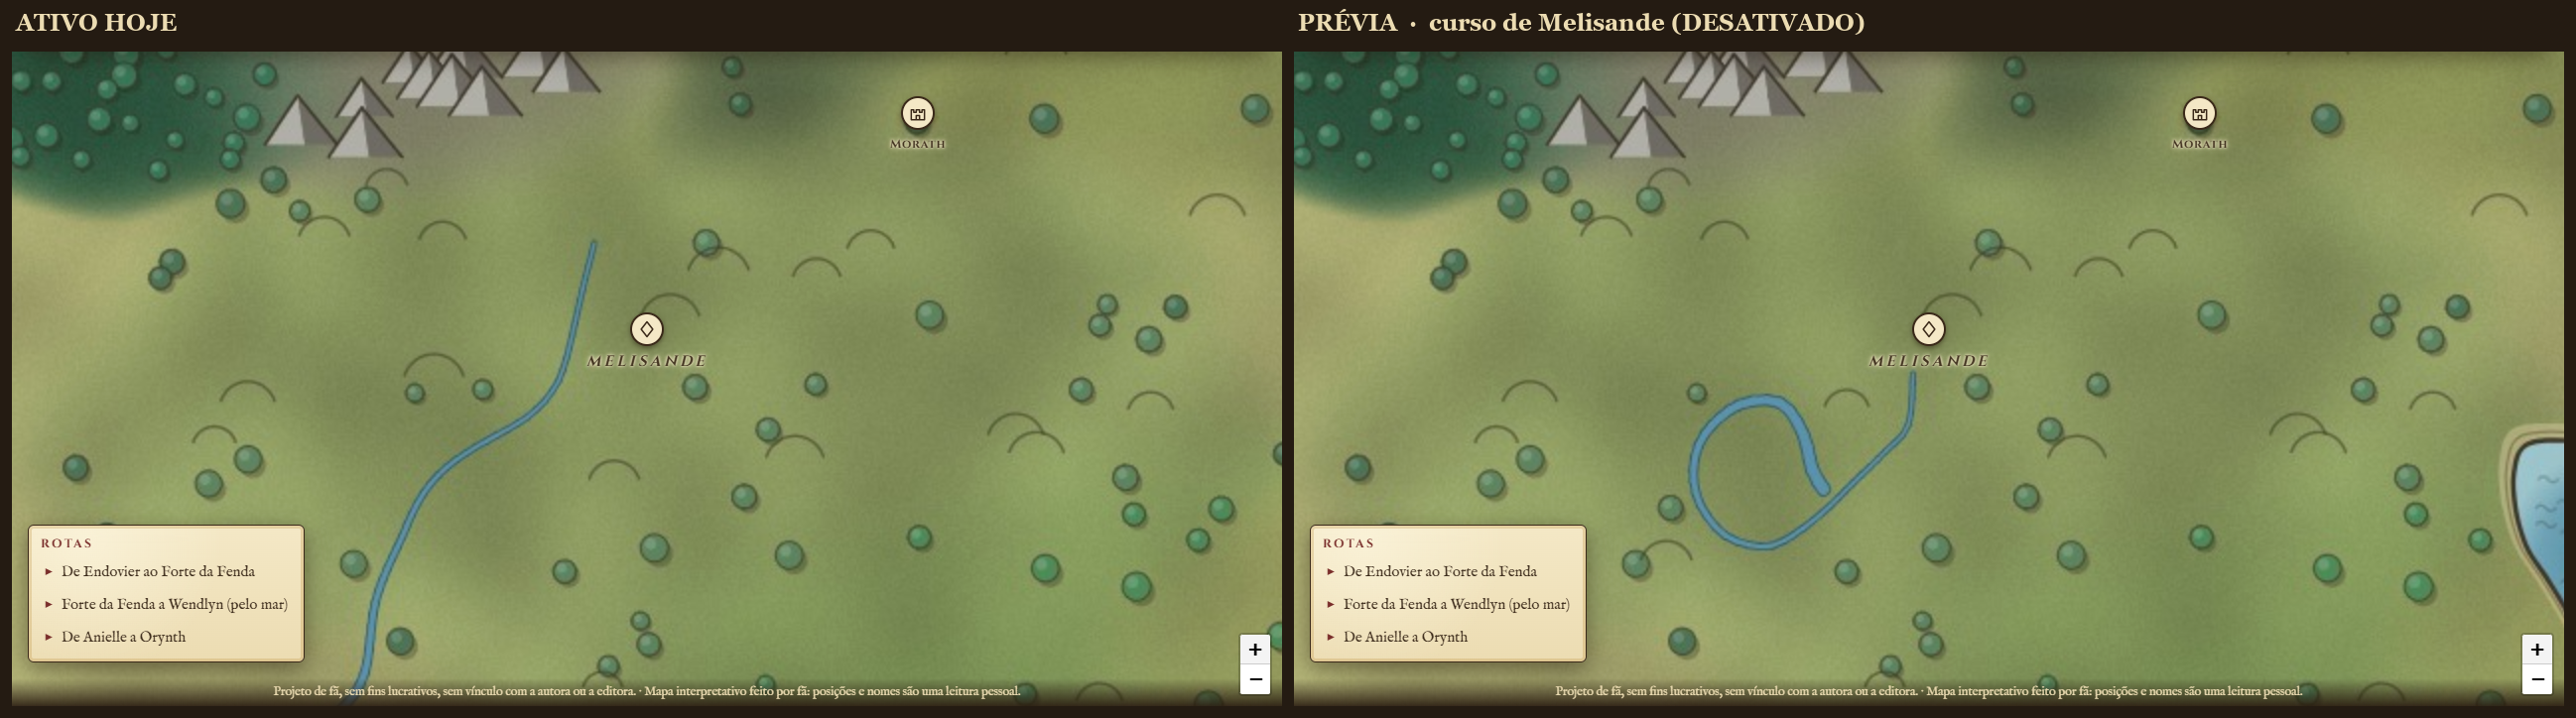 ATIVO HOJE
MORATH
MELISANDE
ROTAS
► De Endovier ao Forte da Fenda
► Forte da Fenda a Wendlyn (pelo mar)
► De Anielle a Orynth
+
−
Projeto de fã, sem fins lucrativos, sem vínculo com a autora ou a editora. · Mapa interpretativo feito por fã: posições e nomes são uma leitura pessoal.
PRÉVIA · curso de Melisande (DESATIVADO)
MORATH
MELISANDE
ROTAS
► De Endovier ao Forte da Fenda
► Forte da Fenda a Wendlyn (pelo mar)
► De Anielle a Orynth
+
−
Projeto de fã, sem fins lucrativos, sem vínculo com a autora ou a editora. · Mapa interpretativo feito por fã: posições e nomes são uma leitura pessoal.